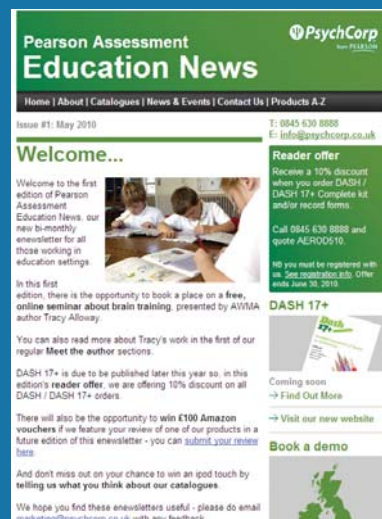 Pearson Assessment
Education News
PsychCorp
from PEARSON
Home | About | Catalogues | News & Events | Contact Us | Products A-Z
Issue #1: May 2010
Welcome...
Welcome to the first
edition of Pearson
Assessment
Education News, our
new bi-monthly
enewsletter for all
those working in
education settings.
In this first
edition, there is the opportunity to book a place on a free,
online seminar about brain training, presented by AWMA
author Tracy Alloway.
You can also read more about Tracy's work in the first of our
regular Meet the author sections.
DASH 17+ is due to be published later this year so, in this
edition's reader offer, we are offering 10% discount on all
DASH / DASH 17+ orders.
There will also be the opportunity to win £100 Amazon
vouchers if we feature your review of one of our products in a
future edition of this enewsletter - you can submit your review
here.
And don't miss out on your chance to win an ipod touch by
telling us what you think about our catalogues.
We hope you find these enewsletters useful - please do email
marketing@psychcorp.co.uk with any feedback
T: 0845 630 8888
E: info@psychcorp.co.uk
Reader offer
Receive a 10% discount
when you order DASH /
DASH 17+ Complete kit
and/or record forms.
Call 0845 630 8888 and
quote AEROD510.
NB you must be registered with
us. See registration info. Offer
ends June 30, 2010.
DASH 17+
Dash
17+
Coming soon
→ Find Out More
→ Visit our new website
Book a demo